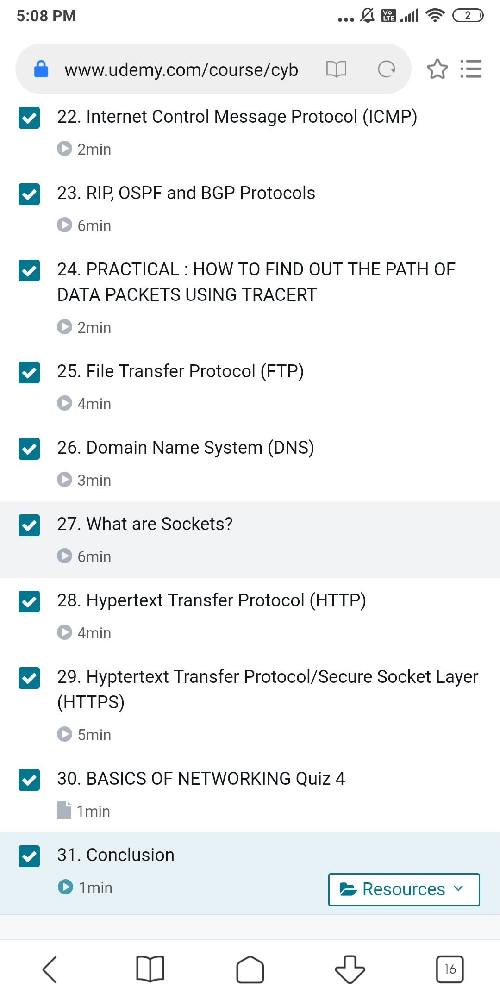 5:08 PM
Vo
LTE
2
www.udemy.com/course/cyb
22. Internet Control Message Protocol (ICMP)
2min
23. RIP, OSPF and BGP Protocols
6min
24. PRACTICAL : HOW TO FIND OUT THE PATH OF
DATA PACKETS USING TRACERT
2min
25. File Transfer Protocol (FTP)
4min
26. Domain Name System (DNS)
3min
27. What are Sockets?
6min
28. Hypertext Transfer Protocol (HTTP)
4min
29. Hyptertext Transfer Protocol/Secure Socket Layer
(HTTPS)
5min
30. BASICS OF NETWORKING Quiz 4
1min
31. Conclusion
1min
Resources
16